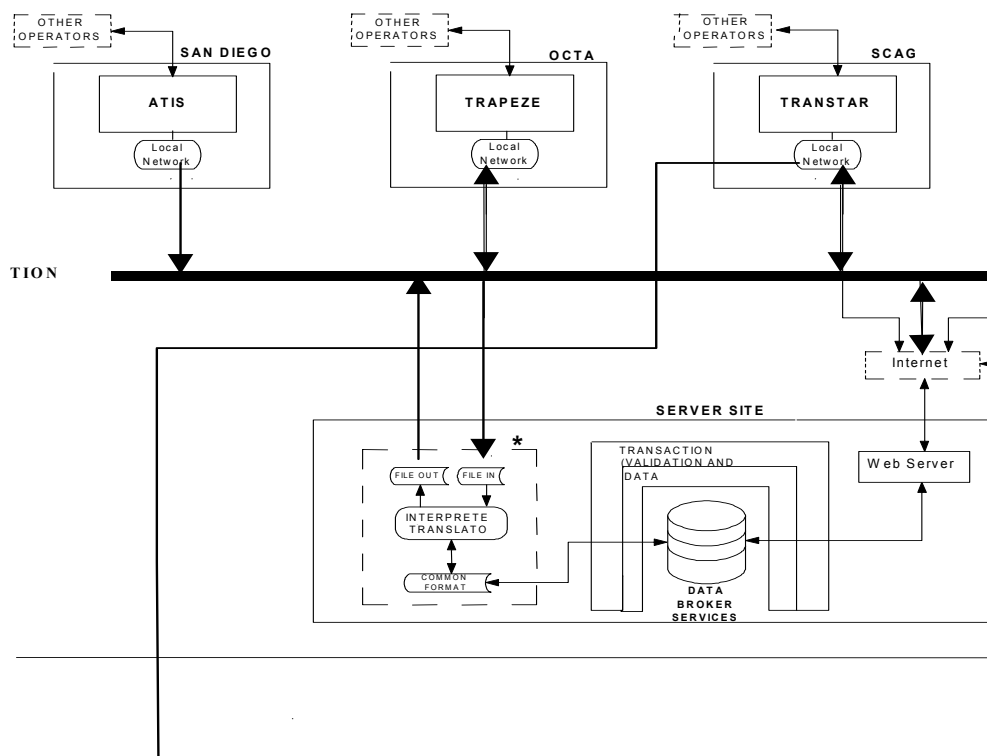 OTHER
OPERATORS
OTHER
OPERATORS
OTHER
OPERATORS
SAN DIEGO
OCTA
SCAG
ATIS
TRAPEZE
TRANSTAR
Local
Network
Local
Network
Local
Network
TION
Internet
SERVER SITE
*
TRANSACTION
(VALIDATION AND
DATA
Web Server
FILE OUT
FILE IN
INTERPRETE
TRANSLATO
COMMON
FORMAT
DATA
BROKER
SERVICES